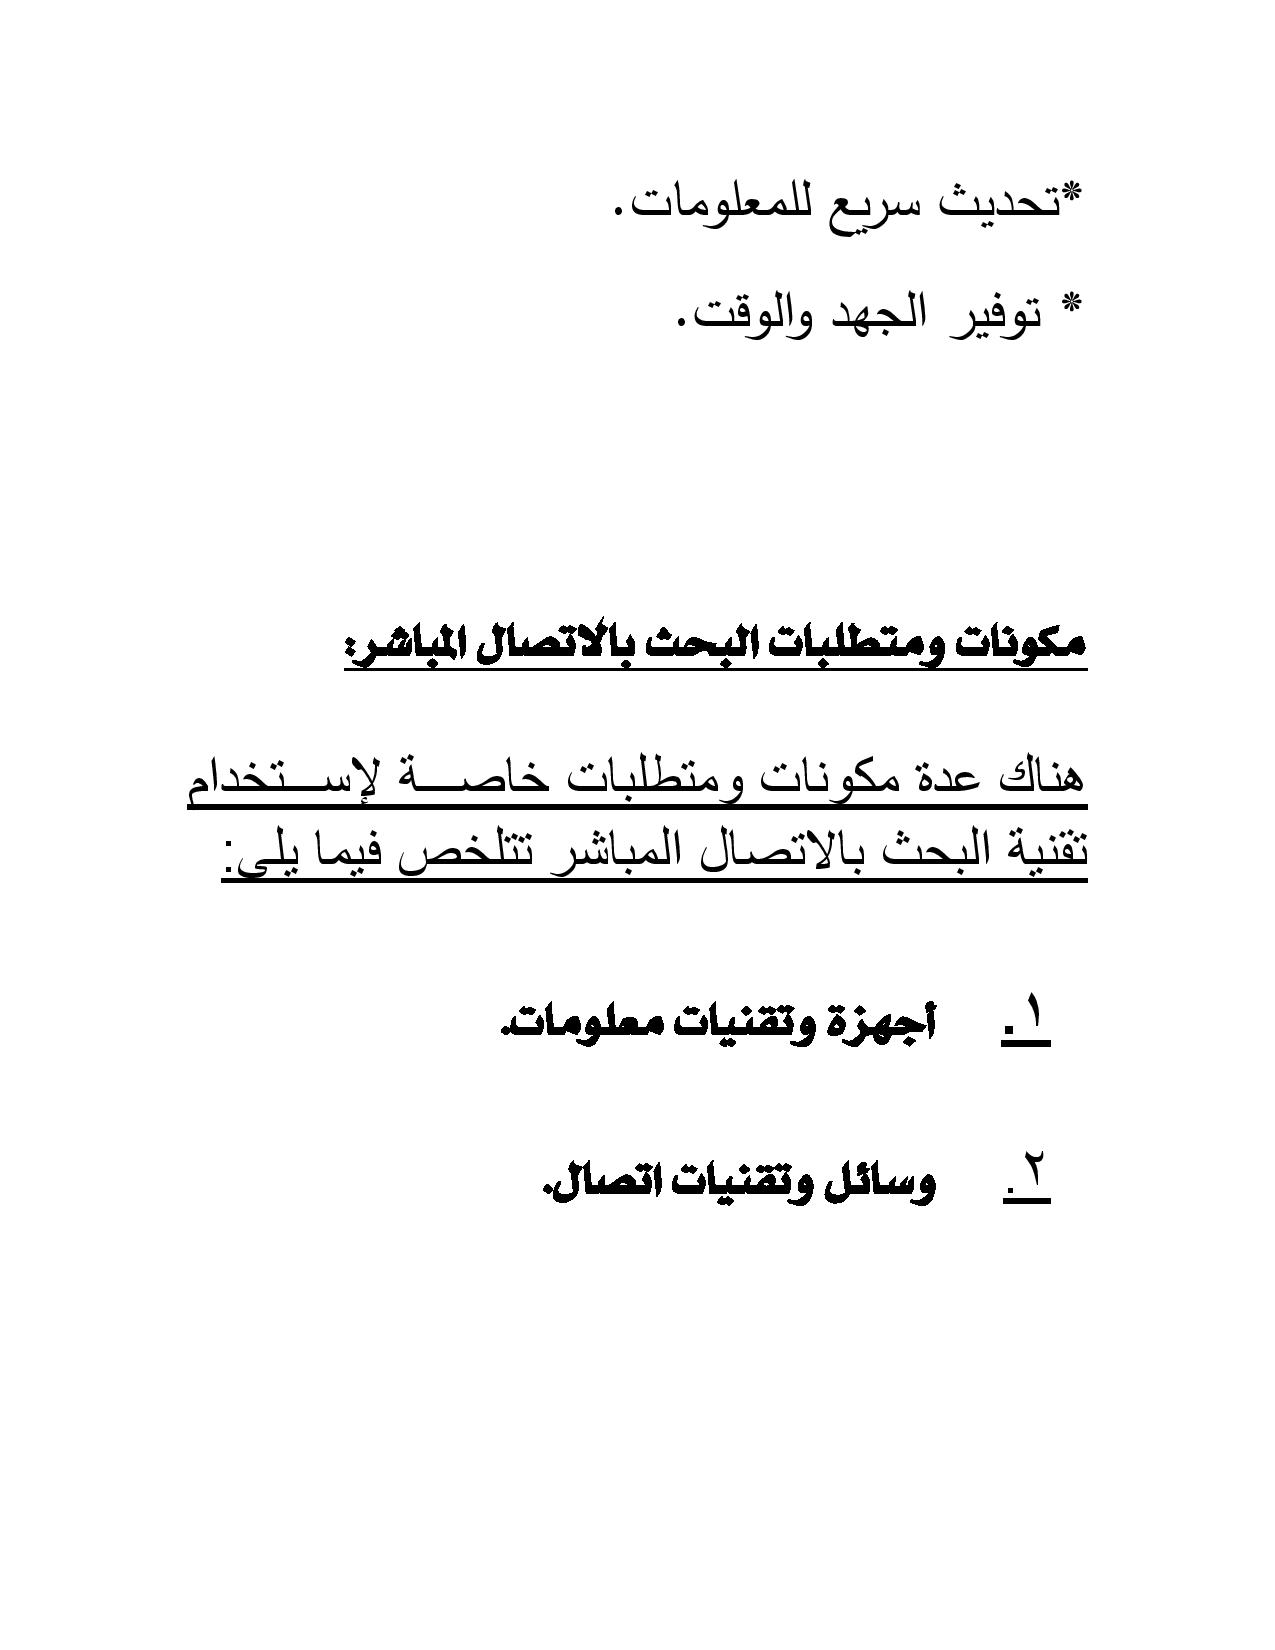 *تحديث سريع للمعلومات.
* توفير الجهد والوقت.
مكونات ومتطلبات البحث بالاتصال المباشر:
هناك عدة مكونات ومتطلبات خاصـــة لإســـتخدام
تقنية البحث بالاتصال المباشر تتلخص فيما يلى:
١. أجهزة وتقنيات معلومات.
٢. وسائل وتقنيات اتصال.